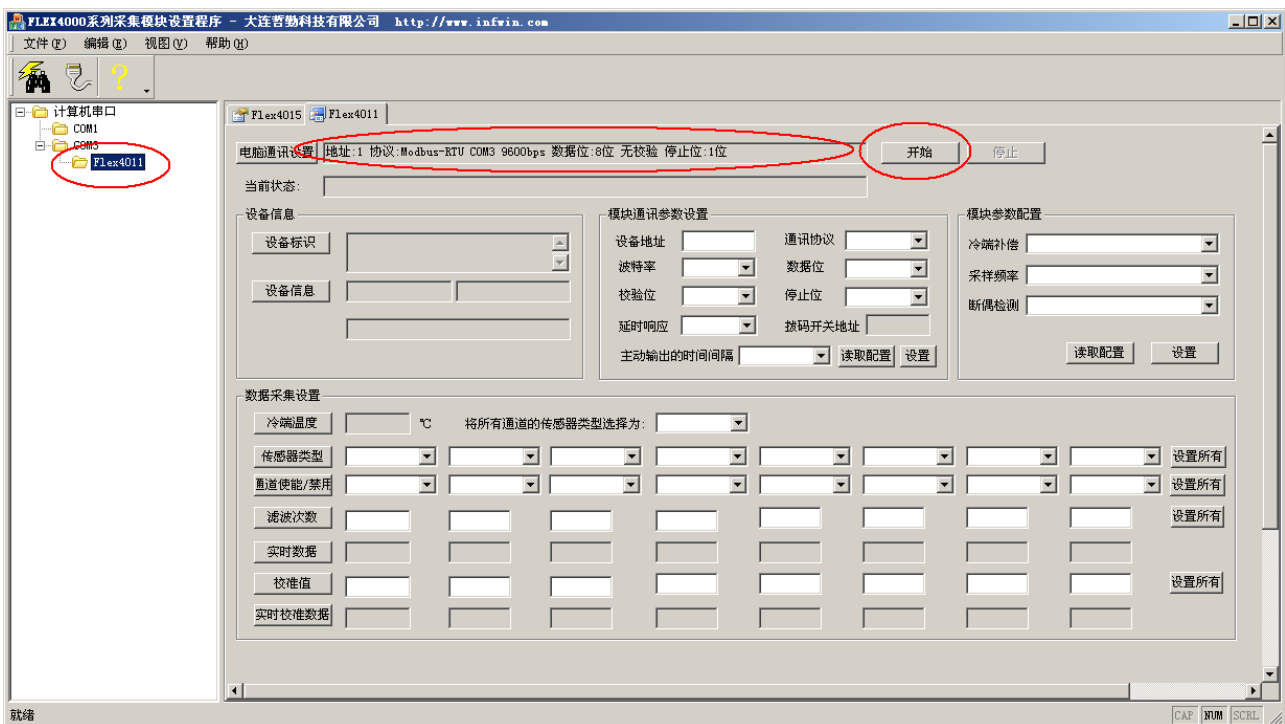 FLEX4000系列采集模块设置程序 - 大连哲勤科技有限公司 http://www.infwin.com
文件(F) 编辑(E) 视图(V) 帮助(H)
计算机串口
COM1
COM3
Flex4011
Flex4015 Flex4011
电脑通讯设置 地址:1 协议:Modbus-RTU COM3 9600bps 数据位:8位 无校验 停止位:1位 开始 停止
当前状态:
设备信息
设备标识
设备信息
模块通讯参数设置
设备地址 通讯协议
波特率 数据位
校验位 停止位
延时响应 拨码开关地址
主动输出的时间间隔 读取配置 设置
模块参数配置
冷端补偿
采样频率
断偶检测
读取配置 设置
数据采集设置
冷端温度 ℃ 将所有通道的传感器类型选择为:
传感器类型 设置所有
通道使能/禁用 设置所有
滤波次数 设置所有
实时数据
校准值 设置所有
实时校准数据
就绪 CAP NUM SCRL